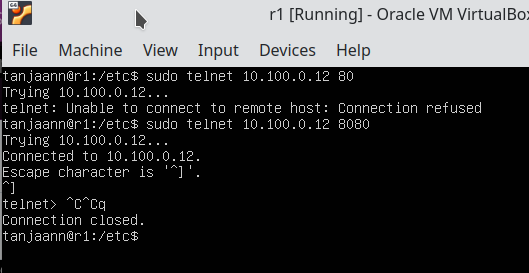 r1 [Running] - Oracle VM VirtualBox
File Machine View Input Devices Help
tanjaann@r1:/etc$ sudo telnet 10.100.0.12 80
Trying 10.100.0.12...
telnet: Unable to connect to remote host: Connection refused
tanjaann@r1:/etc$ sudo telnet 10.100.0.12 8080
Trying 10.100.0.12...
Connected to 10.100.0.12.
Escape character is '^]'.
^]
telnet> ^C^Cq
Connection closed.
tanjaann@r1:/etc$